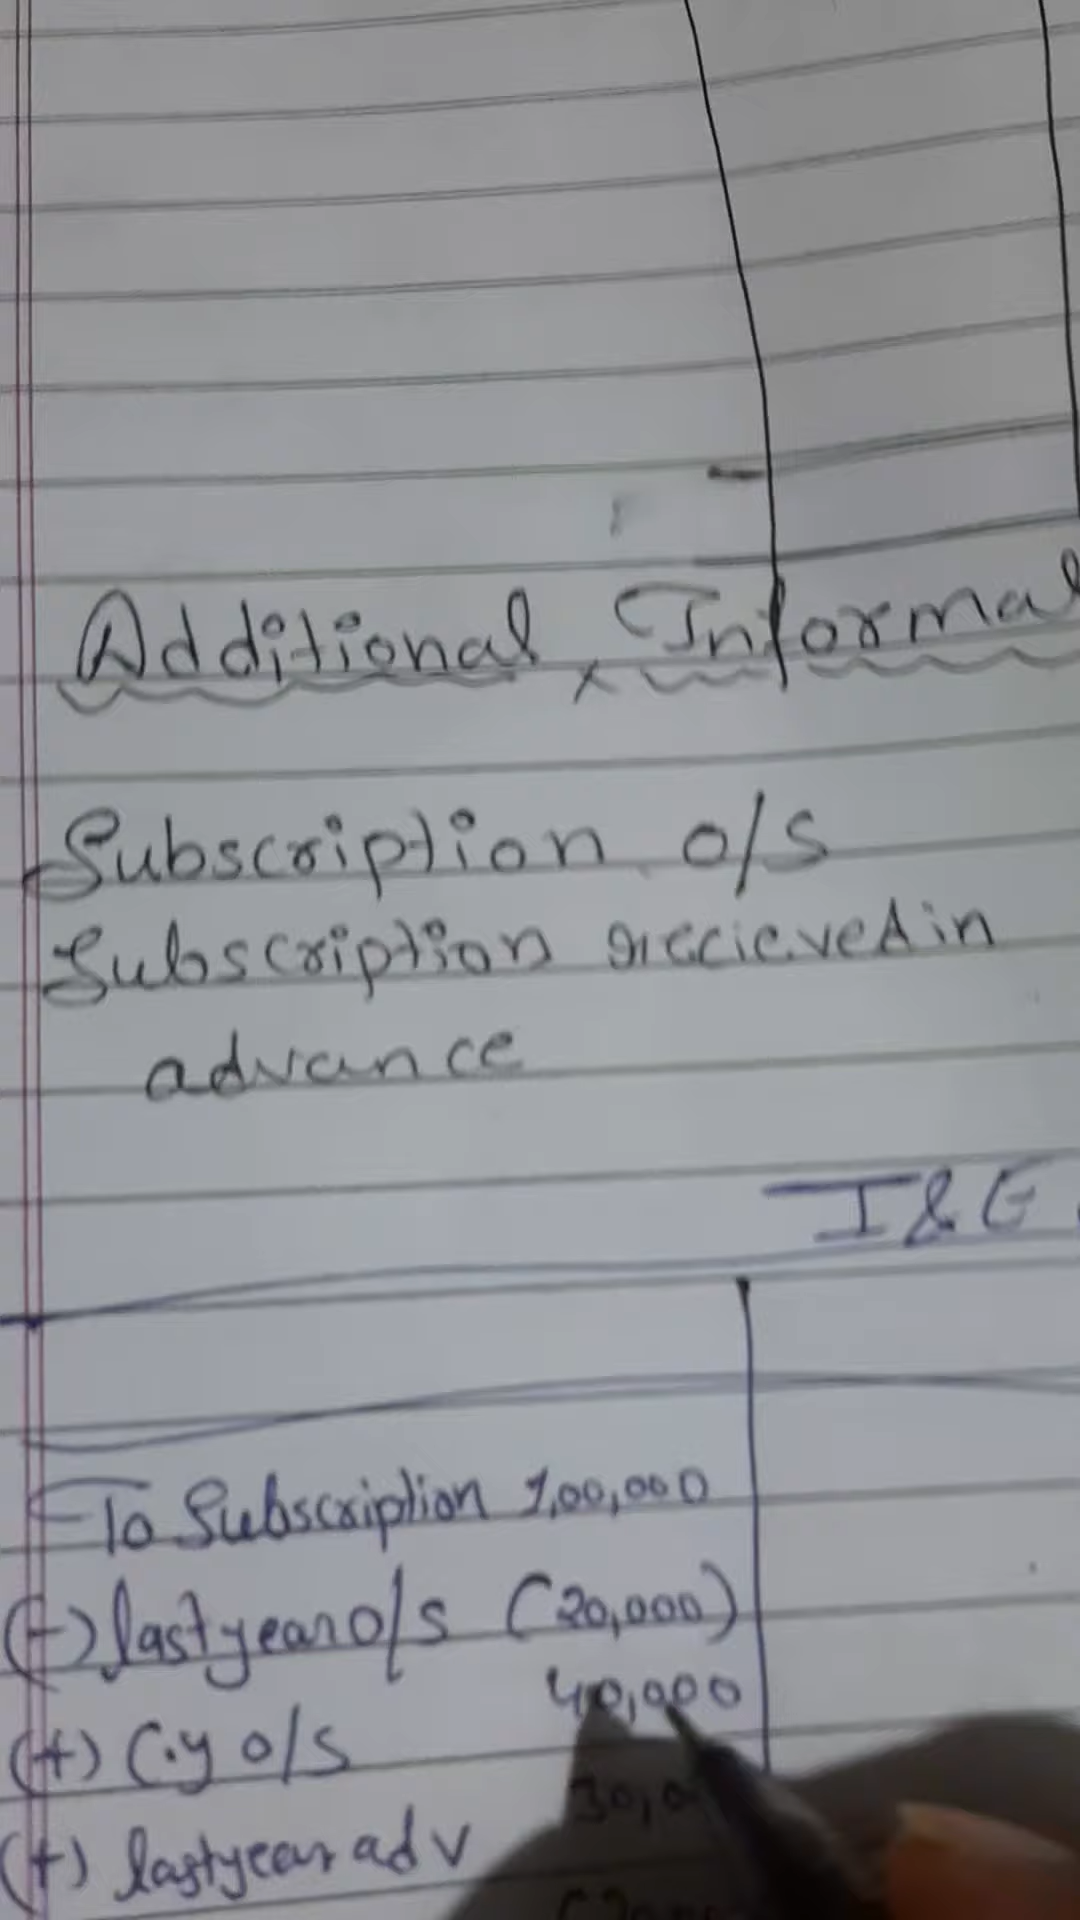 Additional Informa
Subscription o/s
Subscription reccieved in
advance
I & E
To Subscription 1,00,000
(-) last year o/s (20,000)
40,000
(+) C.y o/s
(+) last year adv